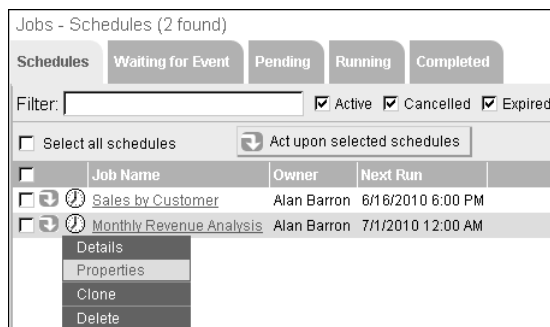 Jobs - Schedules (2 found)
Schedules Waiting for Event Pending Running Completed
Filter: Active Cancelled Expired
Select all schedules Act upon selected schedules
Job Name Owner Next Run
Sales by Customer Alan Barron 6/16/2010 6:00 PM
Monthly Revenue Analysis Alan Barron 7/1/2010 12:00 AM
Details
Properties
Clone
Delete